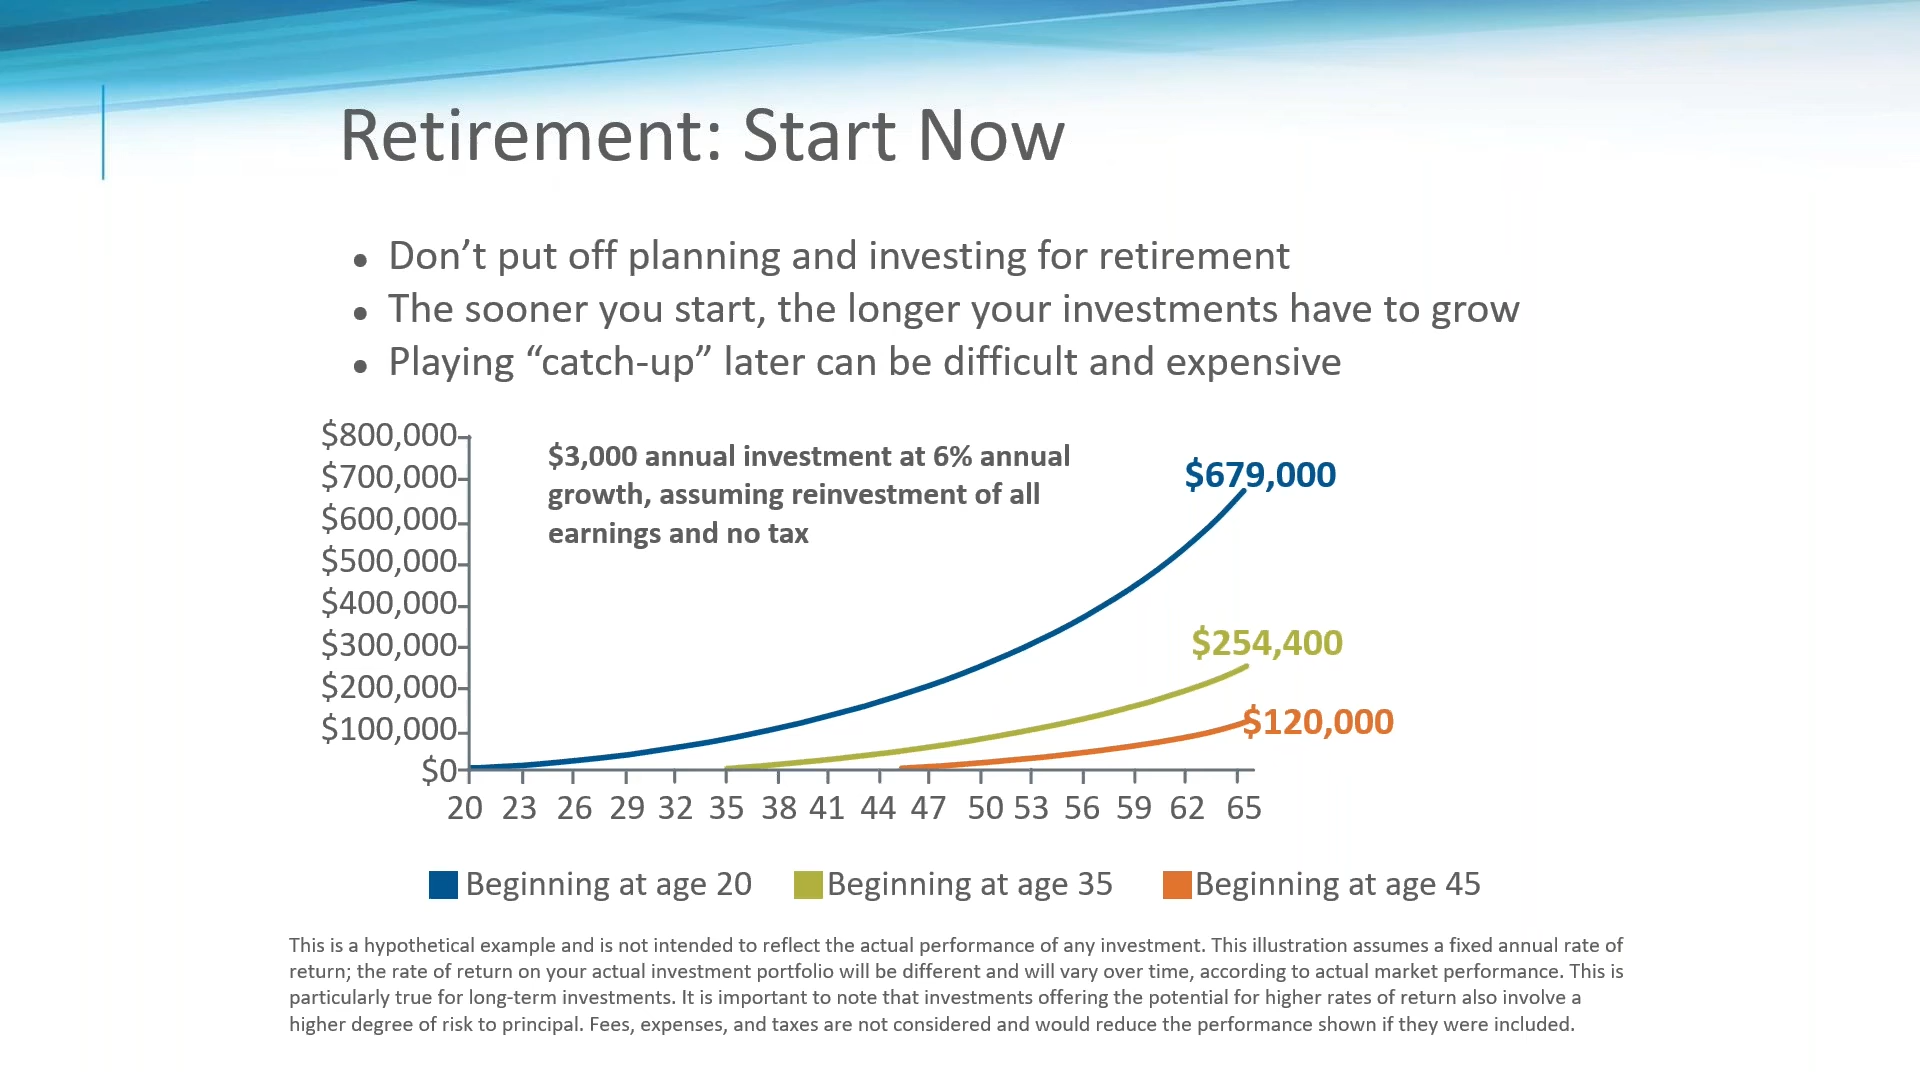 Retirement: Start Now
• Don’t put off planning and investing for retirement
• The sooner you start, the longer your investments have to grow
• Playing “catch-up” later can be difficult and expensive
$800,000
$700,000
$600,000
$500,000
$400,000
$300,000
$200,000
$100,000
$0
$3,000 annual investment at 6% annual
growth, assuming reinvestment of all
earnings and no tax
$679,000
$254,400
$120,000
20 23 26 29 32 35 38 41 44 47 50 53 56 59 62 65
Beginning at age 20 Beginning at age 35 Beginning at age 45
This is a hypothetical example and is not intended to reflect the actual performance of any investment. This illustration assumes a fixed annual rate of
return; the rate of return on your actual investment portfolio will be different and will vary over time, according to actual market performance. This is
particularly true for long-term investments. It is important to note that investments offering the potential for higher rates of return also involve a
higher degree of risk to principal. Fees, expenses, and taxes are not considered and would reduce the performance shown if they were included.